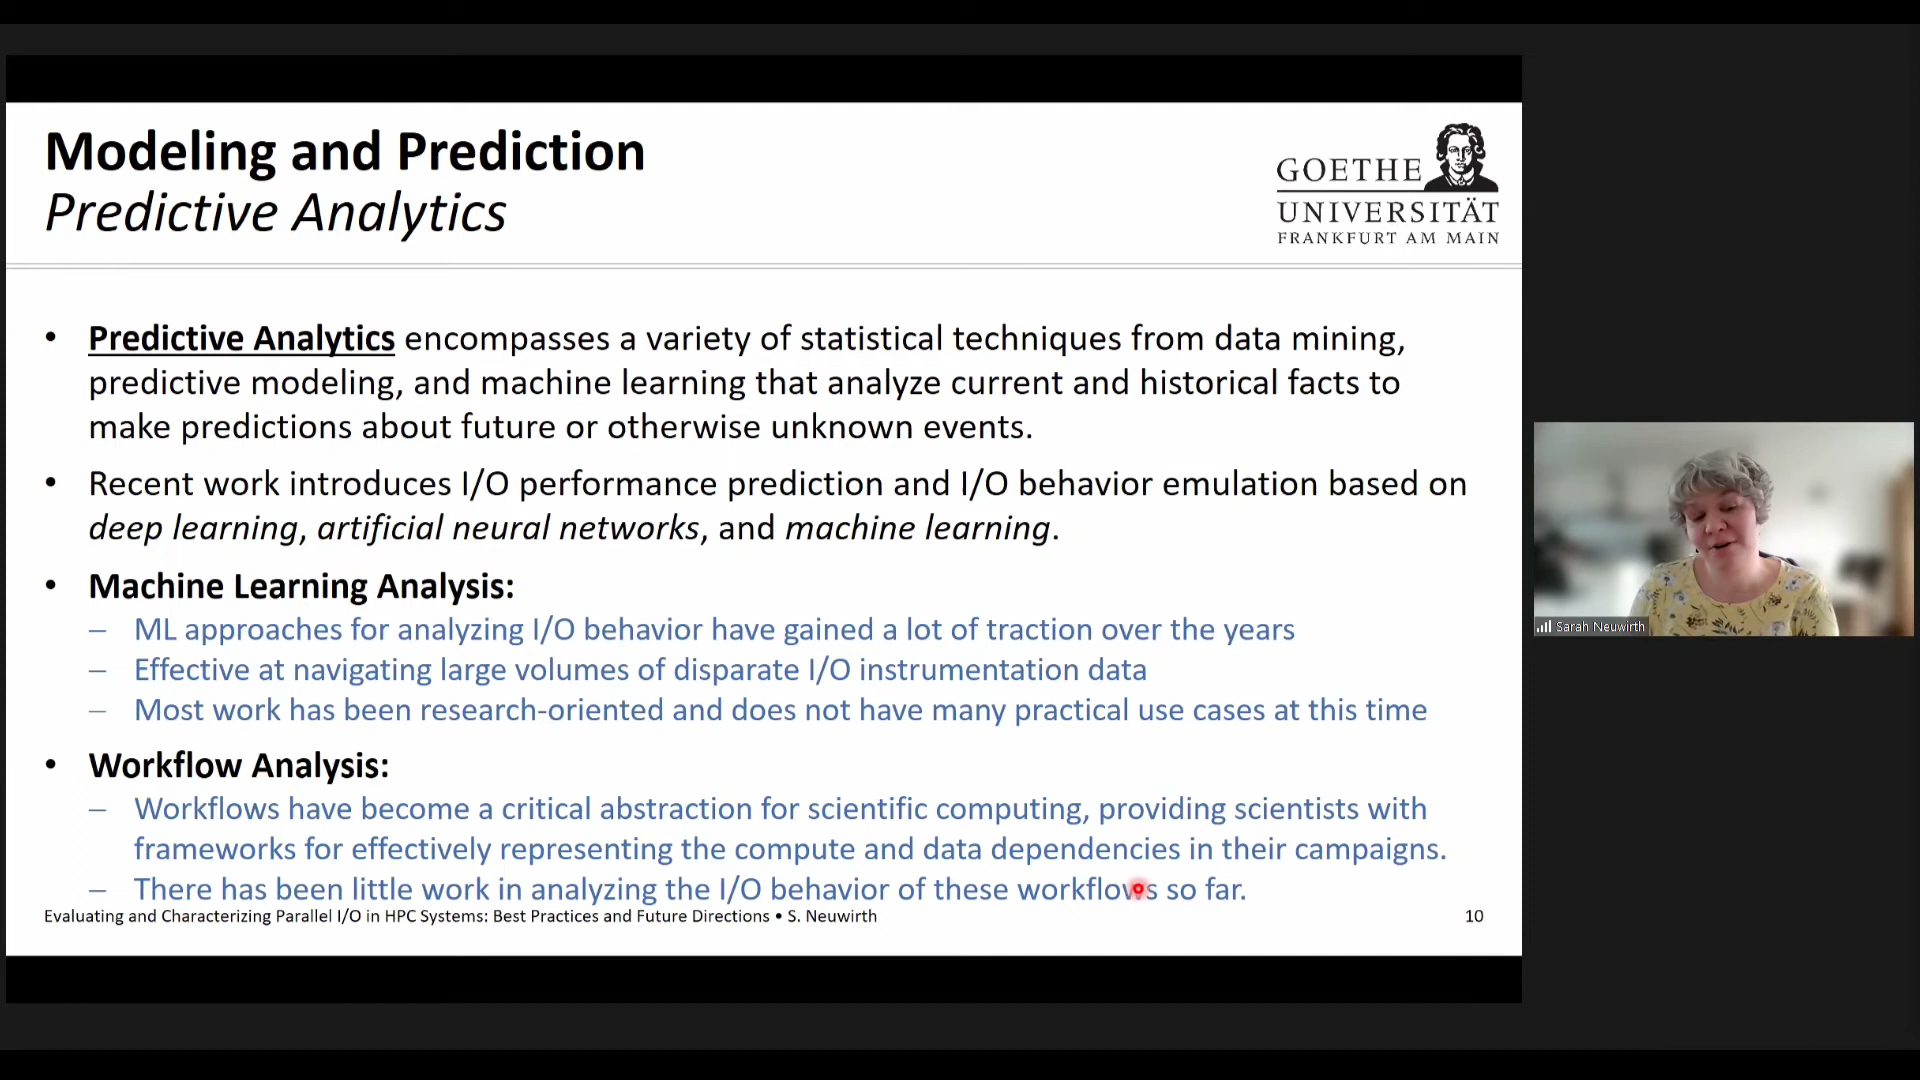 Modeling and Prediction
Predictive Analytics
GOETHE
UNIVERSITÄT
FRANKFURT AM MAIN
• Predictive Analytics encompasses a variety of statistical techniques from data mining,
predictive modeling, and machine learning that analyze current and historical facts to
make predictions about future or otherwise unknown events.
• Recent work introduces I/O performance prediction and I/O behavior emulation based on
deep learning, artificial neural networks, and machine learning.
• Machine Learning Analysis:
– ML approaches for analyzing I/O behavior have gained a lot of traction over the years
– Effective at navigating large volumes of disparate I/O instrumentation data
– Most work has been research-oriented and does not have many practical use cases at this time
• Workflow Analysis:
– Workflows have become a critical abstraction for scientific computing, providing scientists with
frameworks for effectively representing the compute and data dependencies in their campaigns.
– There has been little work in analyzing the I/O behavior of these workflows so far.
Evaluating and Characterizing Parallel I/O in HPC Systems: Best Practices and Future Directions • S. Neuwirth
10
Sarah Neuwirth